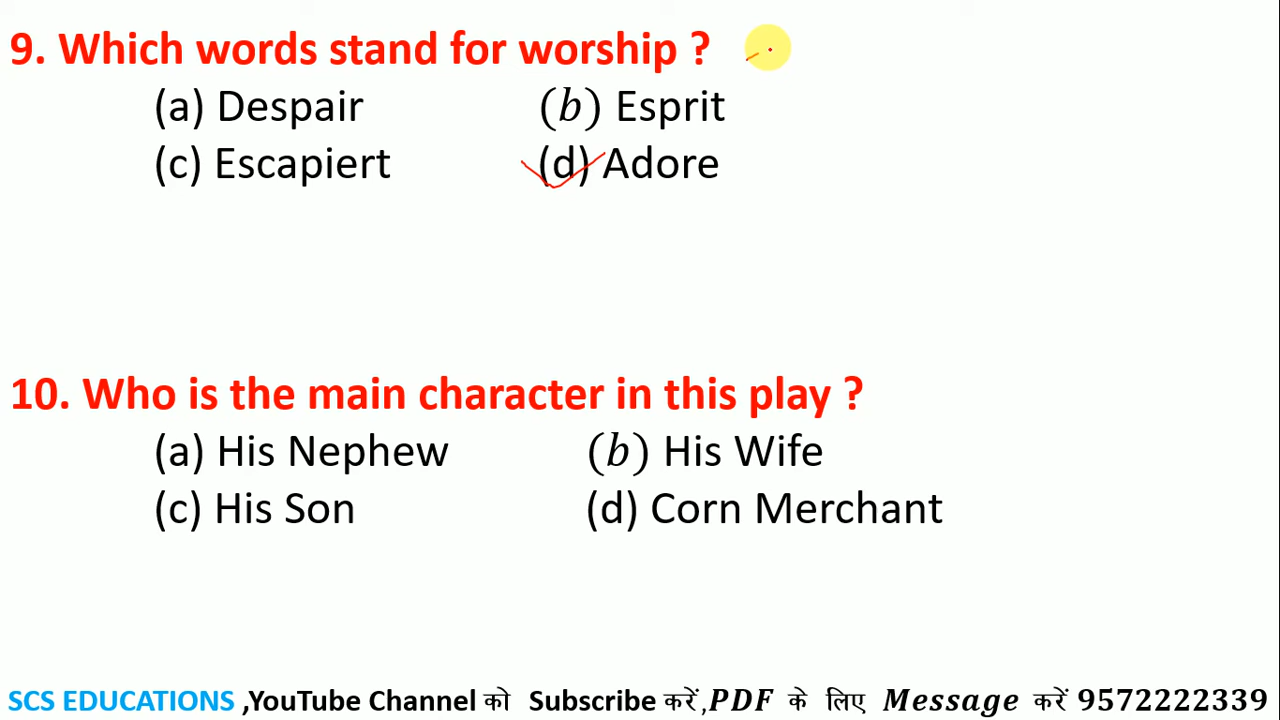 9. Which words stand for worship ?
(a) Despair (b) Esprit
(c) Escapiert (d) Adore
10. Who is the main character in this play ?
(a) His Nephew (b) His Wife
(c) His Son (d) Corn Merchant
SCS EDUCATIONS ,YouTube Channel को Subscribe करें,PDF के लिए Message करें 9572222339